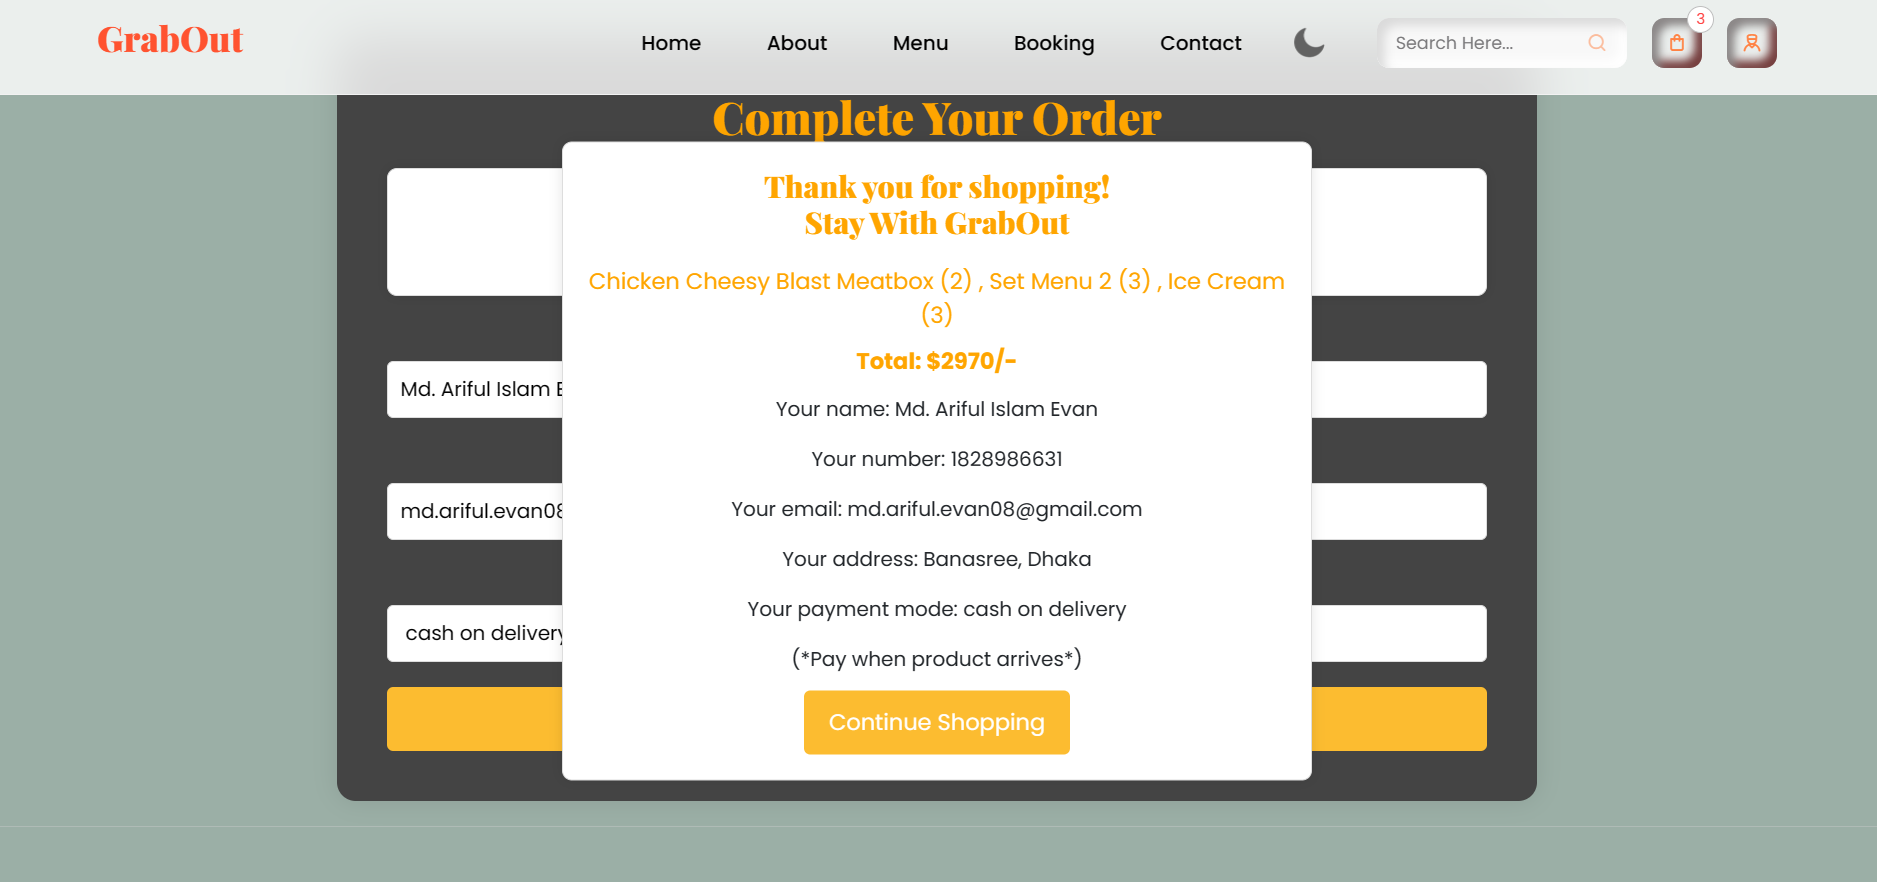 GrabOut
Home
About
Menu
Booking
Contact
Search Here...
3
Complete Your Order
Thank you for shopping!
Stay With GrabOut
Chicken Cheesy Blast Meatbox (2) , Set Menu 2 (3) , Ice Cream
(3)
Total: $2970/-
Md. Ariful Islam
Your name: Md. Ariful Islam Evan
Your number: 1828986631
md.ariful.evan08
Your email: md.ariful.evan08@gmail.com
Your address: Banasree, Dhaka
Your payment mode: cash on delivery
cash on delivery
(*Pay when product arrives*)
Continue Shopping